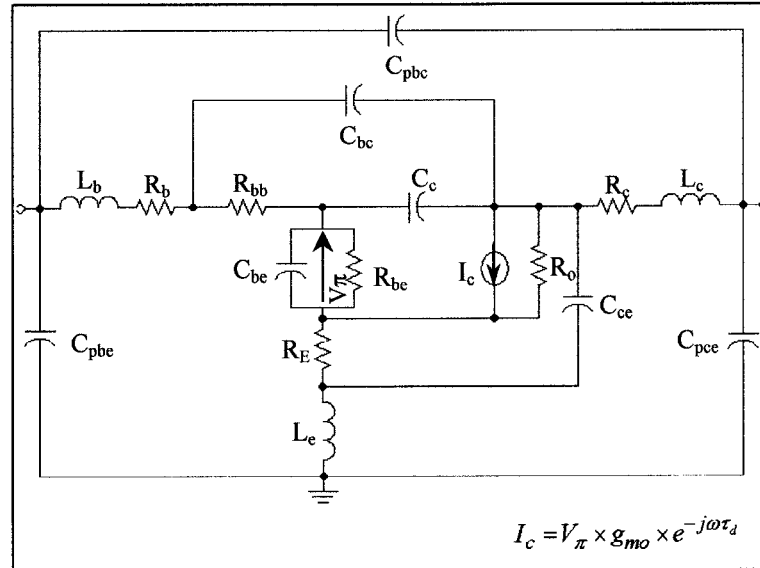 C_pbc
C_bc
L_b
R_b
R_bb
C_c
R_c
L_c
C_be
Vπ
R_be
I_c
R_o
C_ce
C_pbe
R_E
C_pce
L_e
I_c = V_π × g_mo × e^{-jωτ_d}